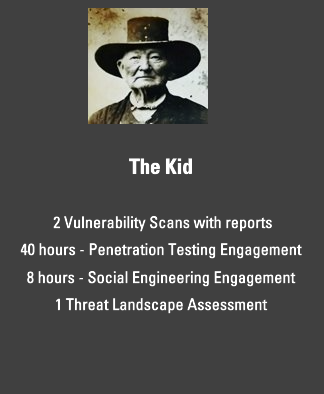 The Kid
2 Vulnerability Scans with reports
40 hours - Penetration Testing Engagement
8 hours - Social Engineering Engagement
1 Threat Landscape Assessment